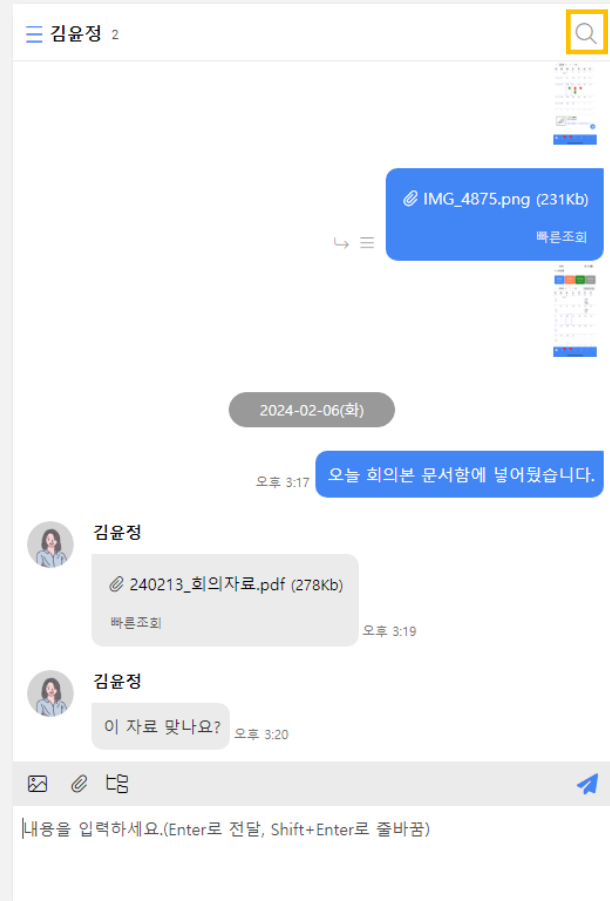 김윤정 2
IMG_4875.png (231Kb)
빠른조회
2024-02-06(화)
오늘 회의본 문서함에 넣어뒀습니다.
오후 3:17
김윤정
240213_회의자료.pdf (278Kb)
빠른조회
오후 3:19
김윤정
이 자료 맞나요?
오후 3:20
내용을 입력하세요.(Enter로 전달, Shift+Enter로 줄바꿈)